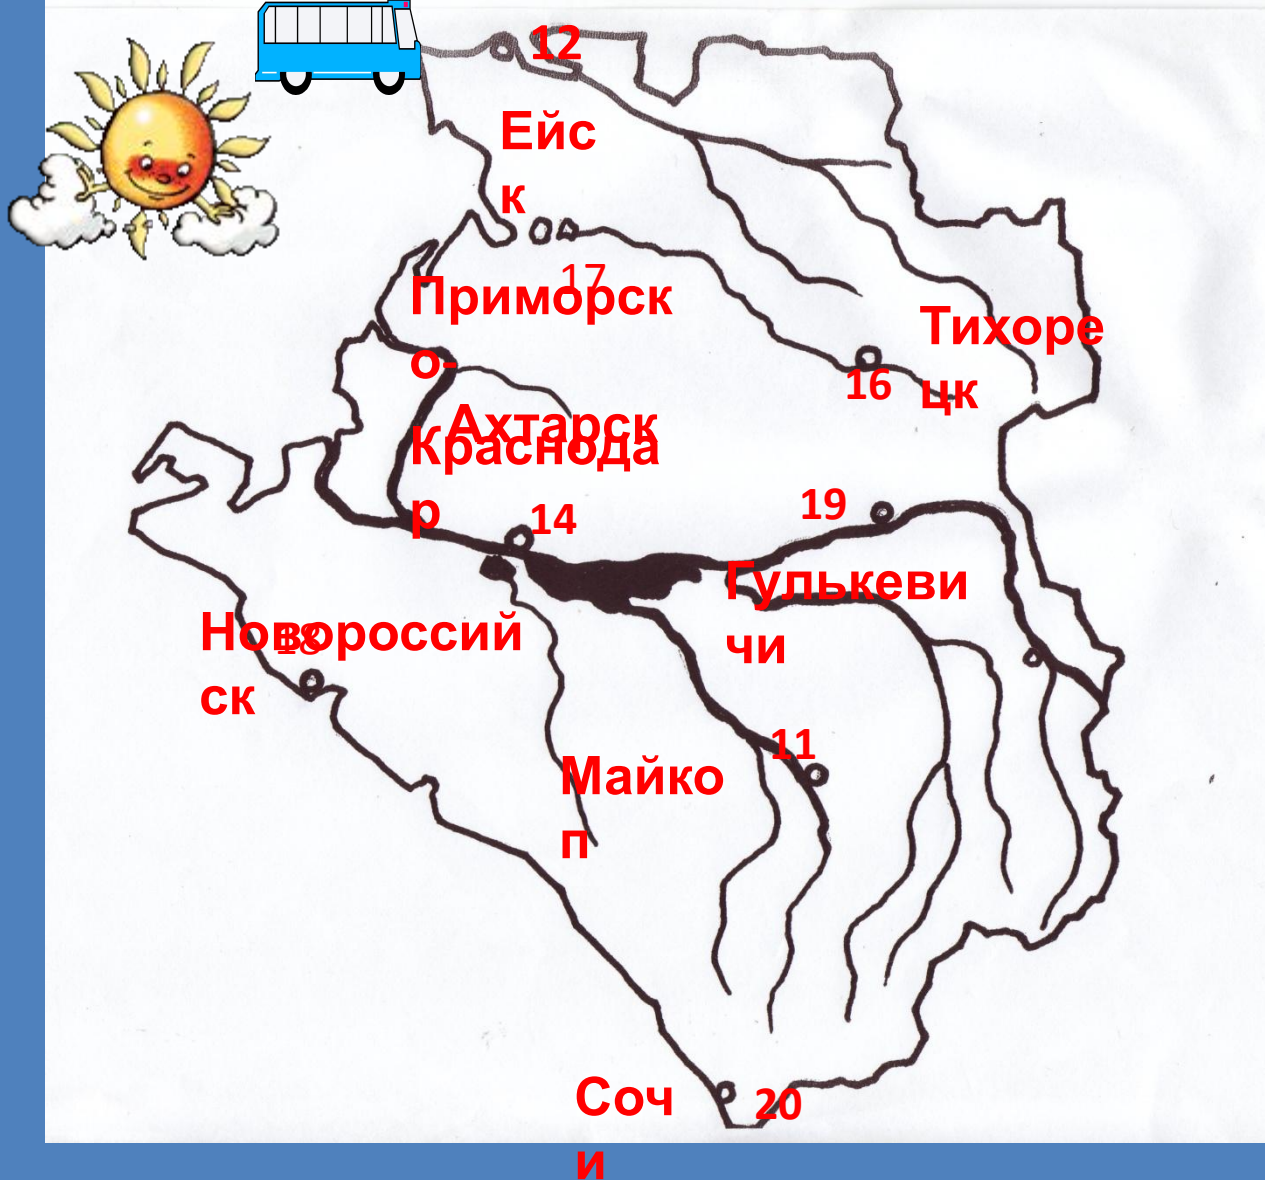 12
Ейс
к
17
Приморск
о-
Ахтарск
Тихоре
цк
16
Краснода
р
14
19
Гулькеви
чи
Новороссий
ск
18
11
Майко
п
Соч
и
20